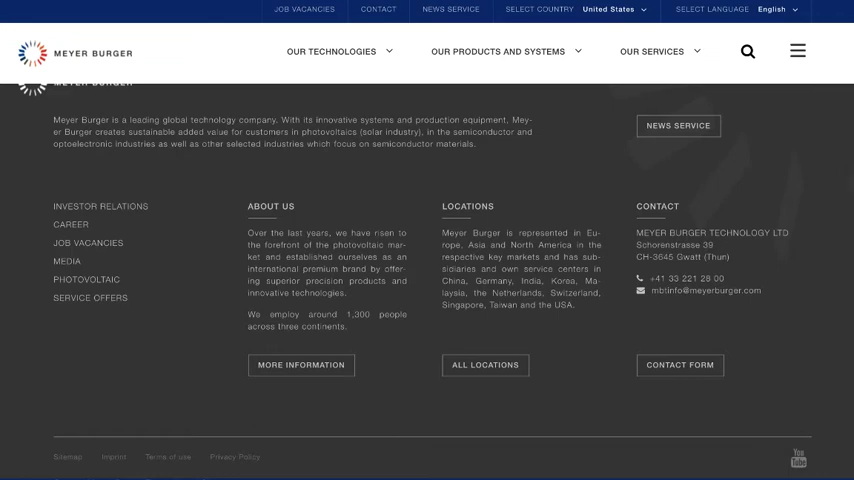 JOB VACANCIES CONTACT NEWS SERVICE SELECT COUNTRY United States SELECT LANGUAGE English
MEYER BURGER OUR TECHNOLOGIES OUR PRODUCTS AND SYSTEMS OUR SERVICES
MEYER BURGER
Meyer Burger is a leading global technology company. With its innovative systems and production equipment, Mey-
er Burger creates sustainable added value for customers in photovoltaics (solar industry), in the semiconductor and
optoelectronic industries as well as other selected industries which focus on semiconductor materials.
NEWS SERVICE
INVESTOR RELATIONS
CAREER
JOB VACANCIES
MEDIA
PHOTOVOLTAIC
SERVICE OFFERS
ABOUT US
Over the last years, we have risen to
the forefront of the photovoltaic mar-
ket and established ourselves as an
international premium brand by offer-
ing superior precision products and
innovative technologies.
We employ around 1,300 people
across three continents.
MORE INFORMATION
LOCATIONS
Meyer Burger is represented in Eu-
rope, Asia and North America in the
respective key markets and has sub-
sidiaries and own service centers in
China, Germany, India, Korea, Ma-
laysia, the Netherlands, Switzerland,
Singapore, Taiwan and the USA.
ALL LOCATIONS
CONTACT
MEYER BURGER TECHNOLOGY LTD
Schorenstrasse 39
CH-3645 Gwatt (Thun)
+41 33 221 28 00
mbtinfo@meyerburger.com
CONTACT FORM
Sitemap Imprint Terms of use Privacy Policy
You
Tube